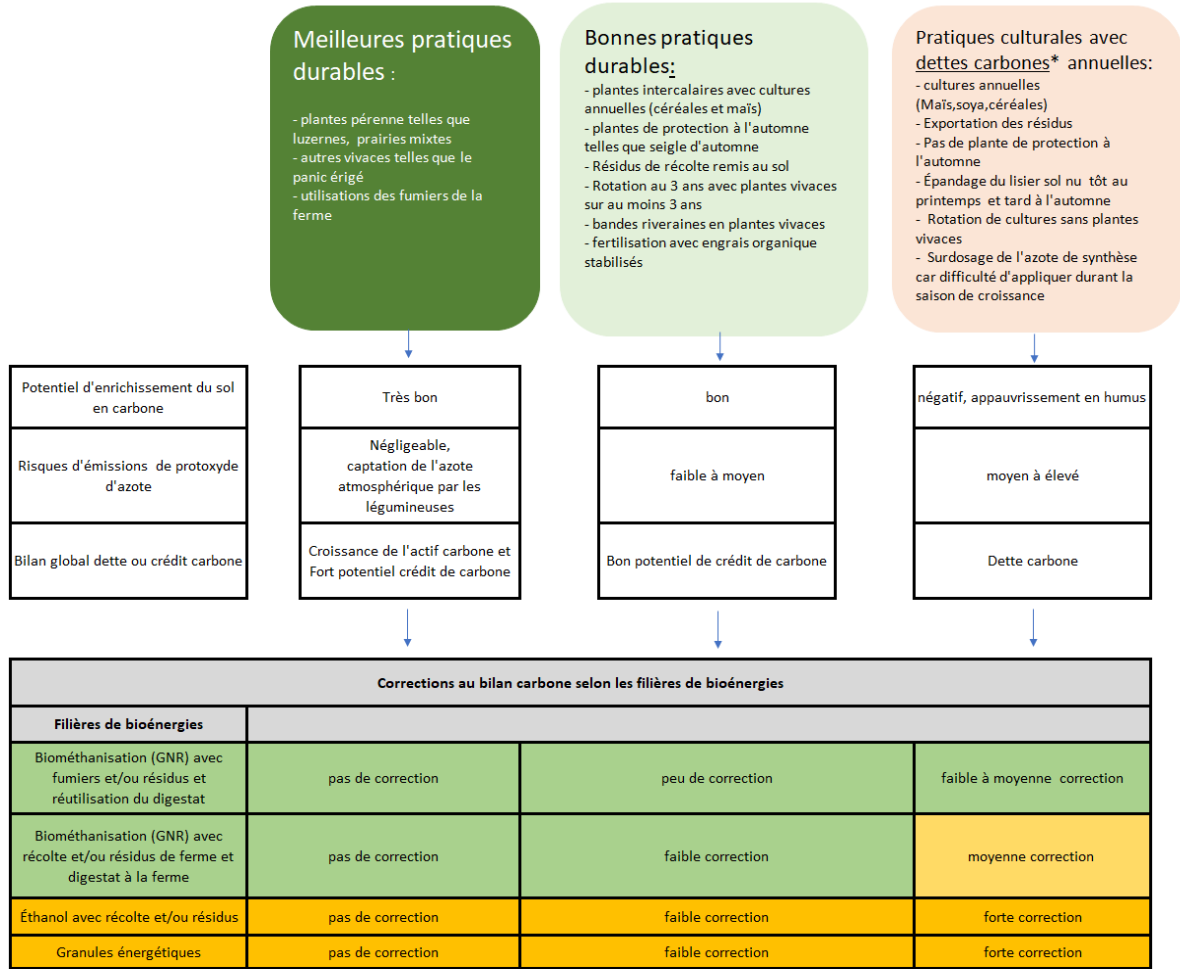 Meilleures pratiques
durables :
- plantes pérenne telles que
luzernes, prairies mixtes
- autres vivaces telles que le
panic érigé
- utilisations des fumiers de la
ferme
Bonnes pratiques
durables:
- plantes intercalaires avec cultures
annuelles (céréales et maïs)
- plantes de protection à l'automne
telles que seigle d'automne
- Résidus de récolte remis au sol
- Rotation au 3 ans avec plantes vivaces
sur au moins 3 ans
- bandes riveraines en plantes vivaces
- fertilisation avec engrais organique
stabilisés
Pratiques culturales avec
dettes carbones* annuelles:
- cultures annuelles
(Maïs,soya,céréales)
- Exportation des résidus
- Pas de plante de protection à
l'automne
- Épandage du lisier sol nu tôt au
printemps et tard à l'automne
- Rotation de cultures sans plantes
vivaces
- Surdosage de l'azote de synthèse
car difficulté d'appliquer durant la
saison de croissance
Potentiel d'enrichissement du sol
en carbone
Très bon
bon
négatif, appauvrissement en humus
Risques d'émissions de protoxyde
d'azote
Négligeable,
captation de l'azote
atmosphérique par les
légumineuses
faible à moyen
moyen à élevé
Bilan global dette ou crédit carbone
Croissance de l'actif carbone et
Fort potentiel crédit de carbone
Bon potentiel de crédit de carbone
Dette carbone
Corrections au bilan carbone selon les filières de bioénergies
Filières de bioénergies
Biométhanisation (GNR) avec
fumiers et/ou résidus et
réutilisation du digestat
pas de correction
peu de correction
faible à moyenne correction
Biométhanisation (GNR) avec
récolte et/ou résidus de ferme et
digestat à la ferme
pas de correction
faible correction
moyenne correction
Éthanol avec récolte et/ou résidus
pas de correction
faible correction
forte correction
Granules énergétiques
pas de correction
faible correction
forte correction